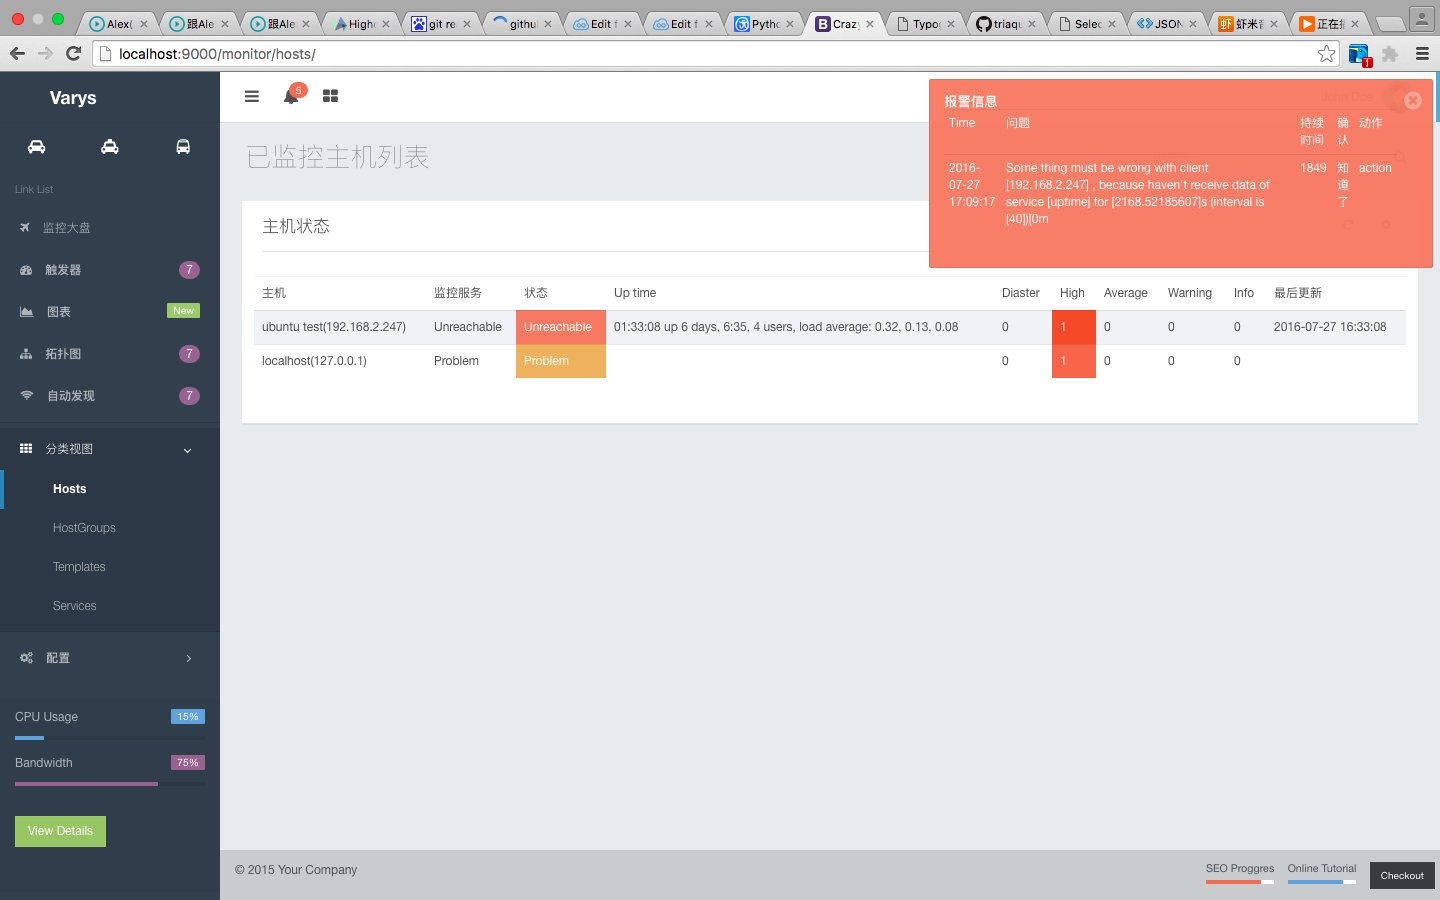 Alex(
跟Ale
跟Ale
Highc
git re
github
Edit f
Edit f
Pytho
Crazy
Typog
triaqu
Selec
JSON
虾米音
正在播
localhost:9000/monitor/hosts/
Varys
5
Link List
监控大盘
触发器 7
图表 New
拓扑图 7
自动发现 7
分类视图
Hosts
HostGroups
Templates
Services
配置
CPU Usage 15%
Bandwidth 75%
View Details
已监控主机列表
主机状态
主机 监控服务 状态 Up time Diaster High Average Warning Info 最后更新
ubuntu test(192.168.2.247) Unreachable Unreachable 01:33:08 up 6 days, 6:35, 4 users, load average: 0.32, 0.13, 0.08 0 1 0 0 0 2016-07-27 16:33:08
localhost(127.0.0.1) Problem Problem 0 1 0 0 0
报警信息
Time 问题 持续时间 确认 动作
2016-07-27 17:09:17
Some thing must be wrong with client
[192.168.2.247] , because haven't receive data of
service [uptime] for [2168.52185607]s (interval is
[40])[0m
1849
知道了
action
© 2015 Your Company
SEO Proggres
Online Tutorial
Checkout